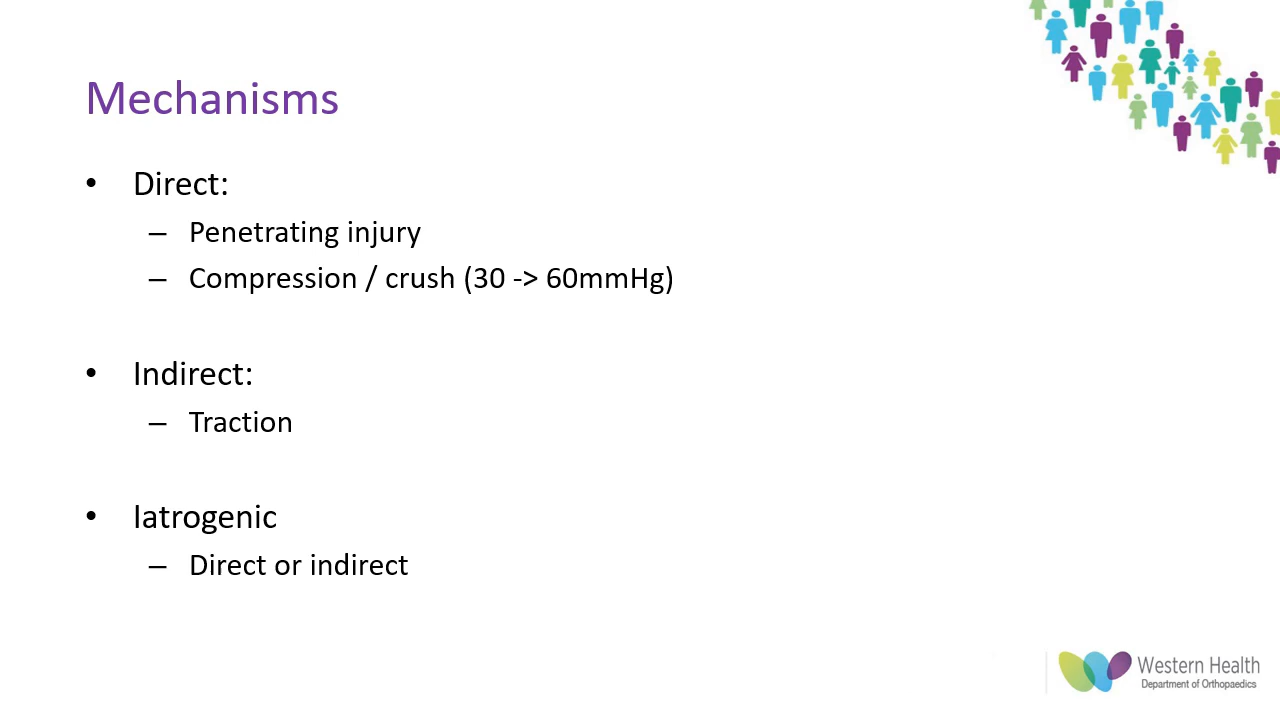 Mechanisms
• Direct:
– Penetrating injury
– Compression / crush (30 -> 60mmHg)
• Indirect:
– Traction
• Iatrogenic
– Direct or indirect
Western Health
Department of Orthopaedics